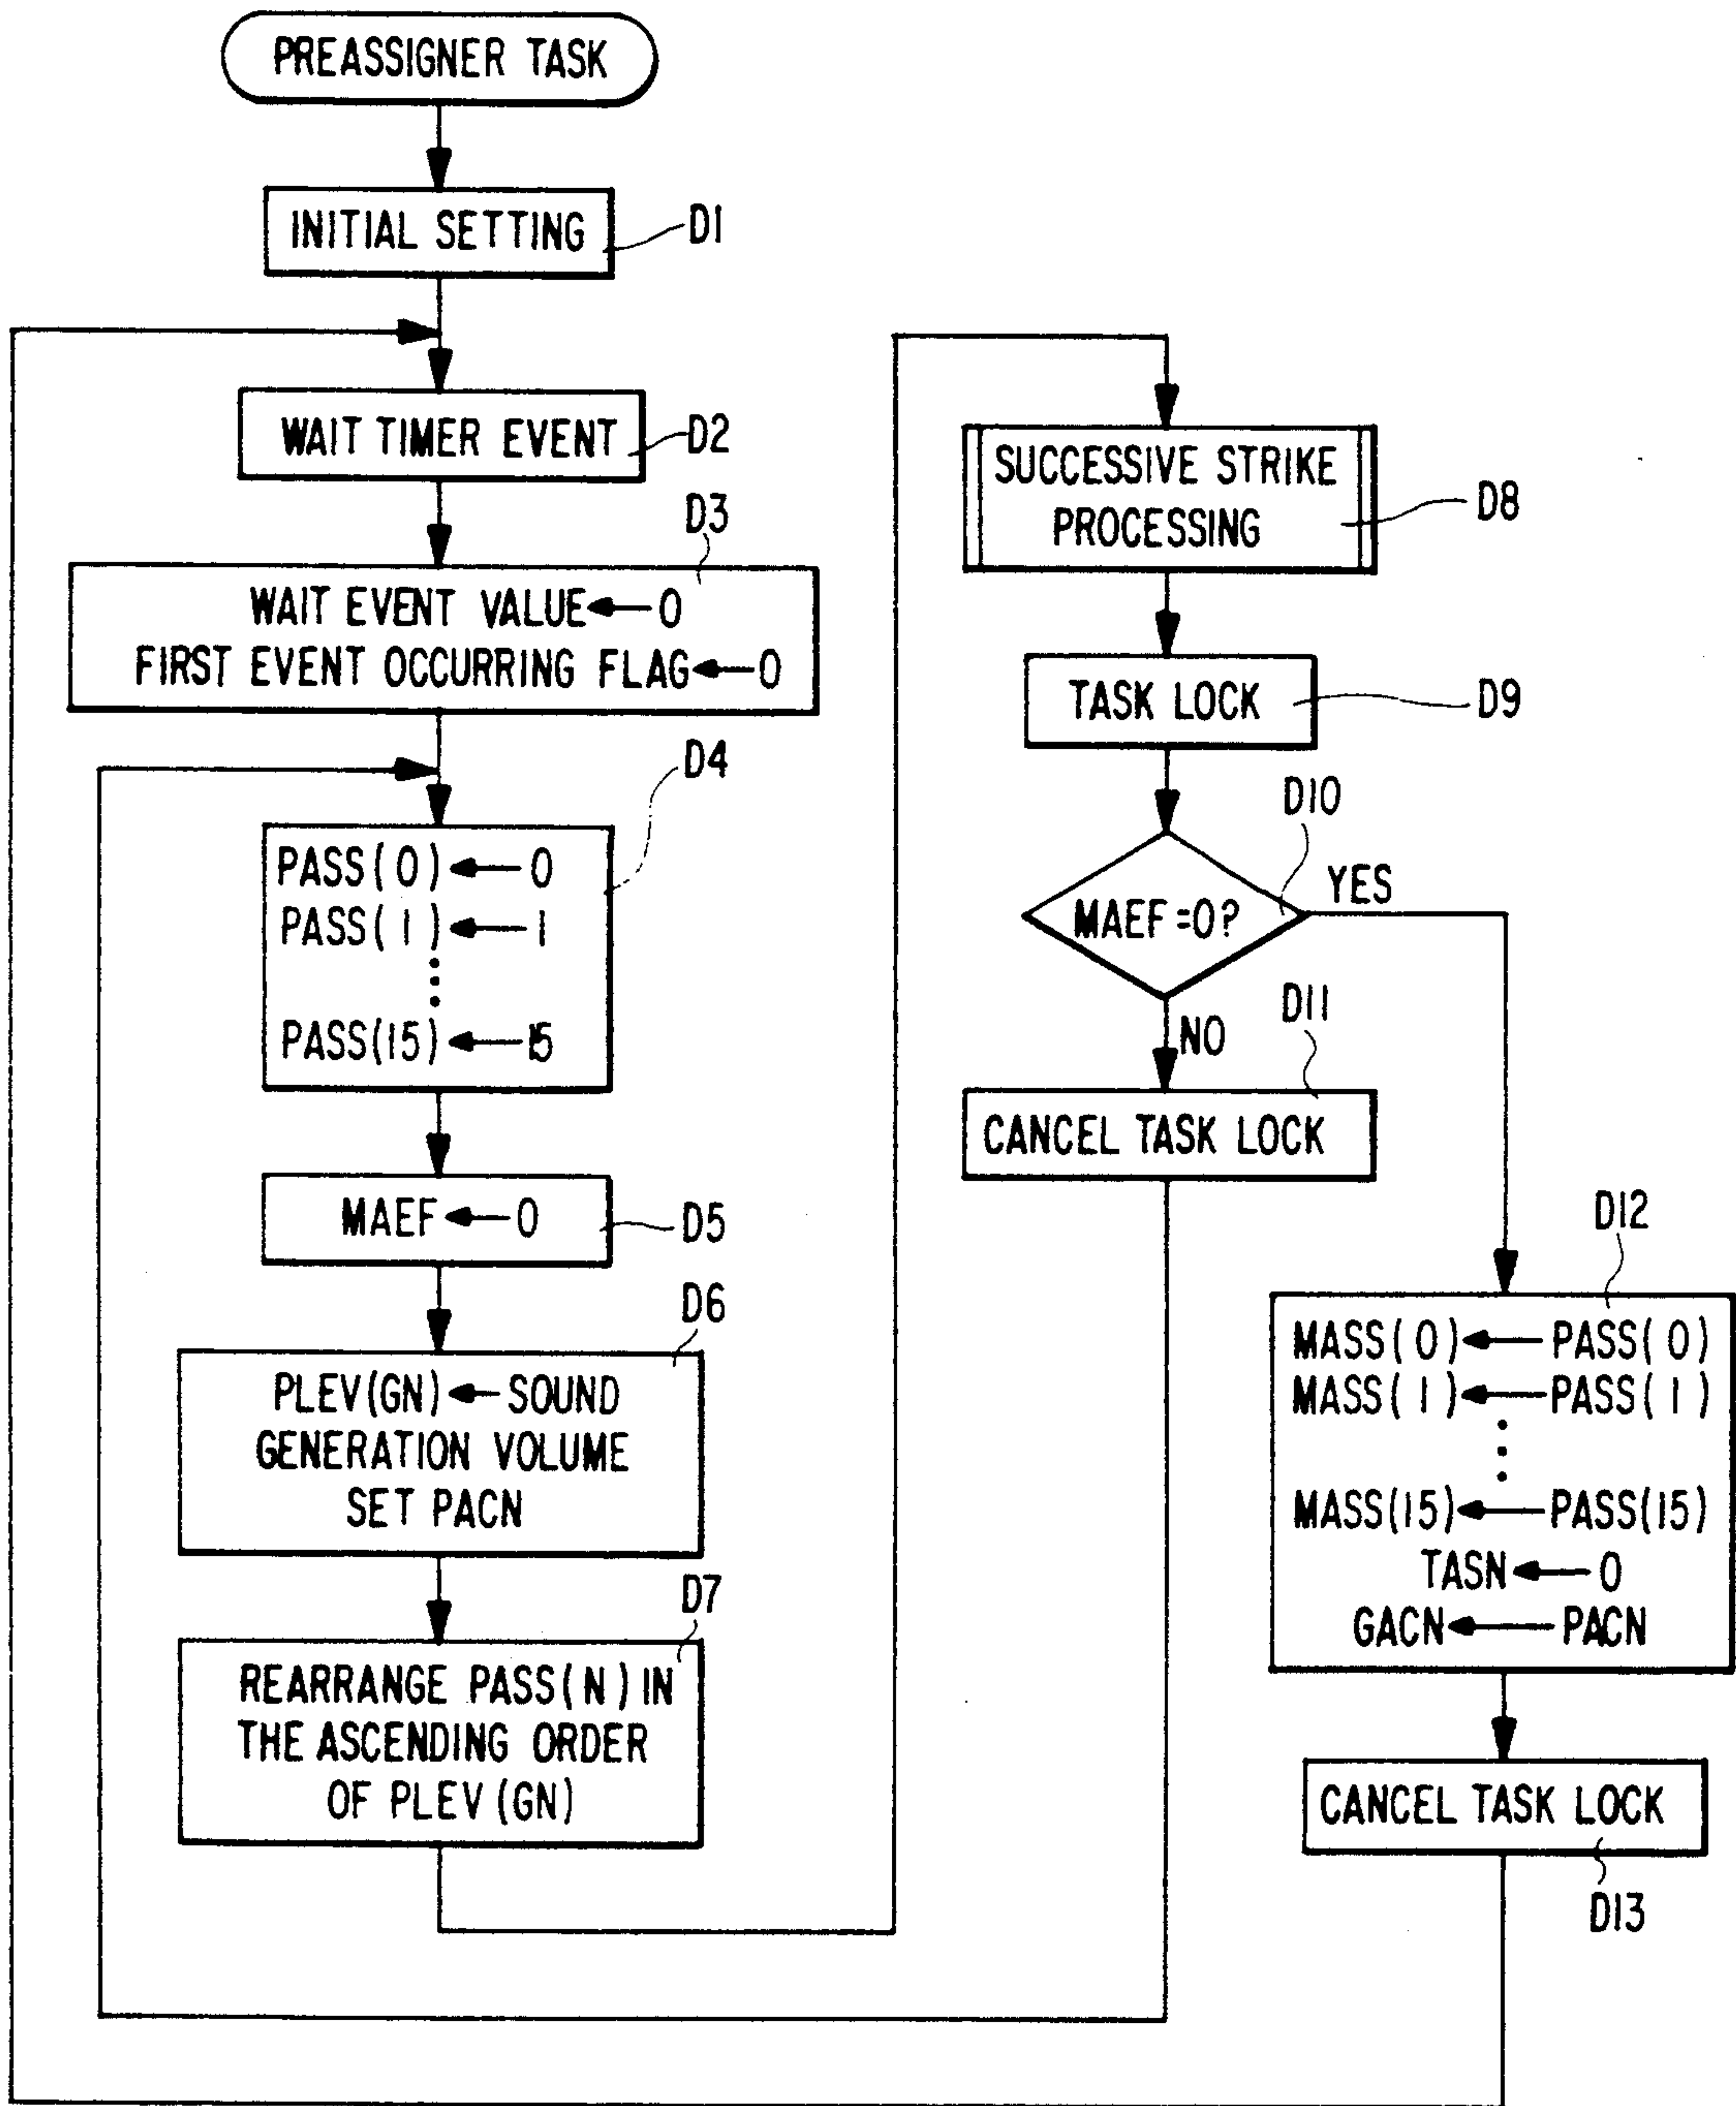 PREASSIGNER TASK
INITIAL SETTING
D1
WAIT TIMER EVENT
D2
D3
WAIT EVENT VALUE←0
FIRST EVENT OCCURRING FLAG←0
D4
PASS(0)←0
PASS(1)←1
PASS(15)←15
MAEF←0
D5
D6
PLEV(GN)←SOUND
GENERATION VOLUME
SET PACN
D7
REARRANGE PASS(N) IN
THE ASCENDING ORDER
OF PLEV(GN)
SUCCESSIVE STRIKE
PROCESSING
D8
TASK LOCK
D9
D10
MAEF=0?
YES
NO
D11
CANCEL TASK LOCK
D12
MASS(0)←PASS(0)
MASS(1)←PASS(1)
MASS(15)←PASS(15)
TASN←0
GACN←PACN
CANCEL TASK LOCK
D13